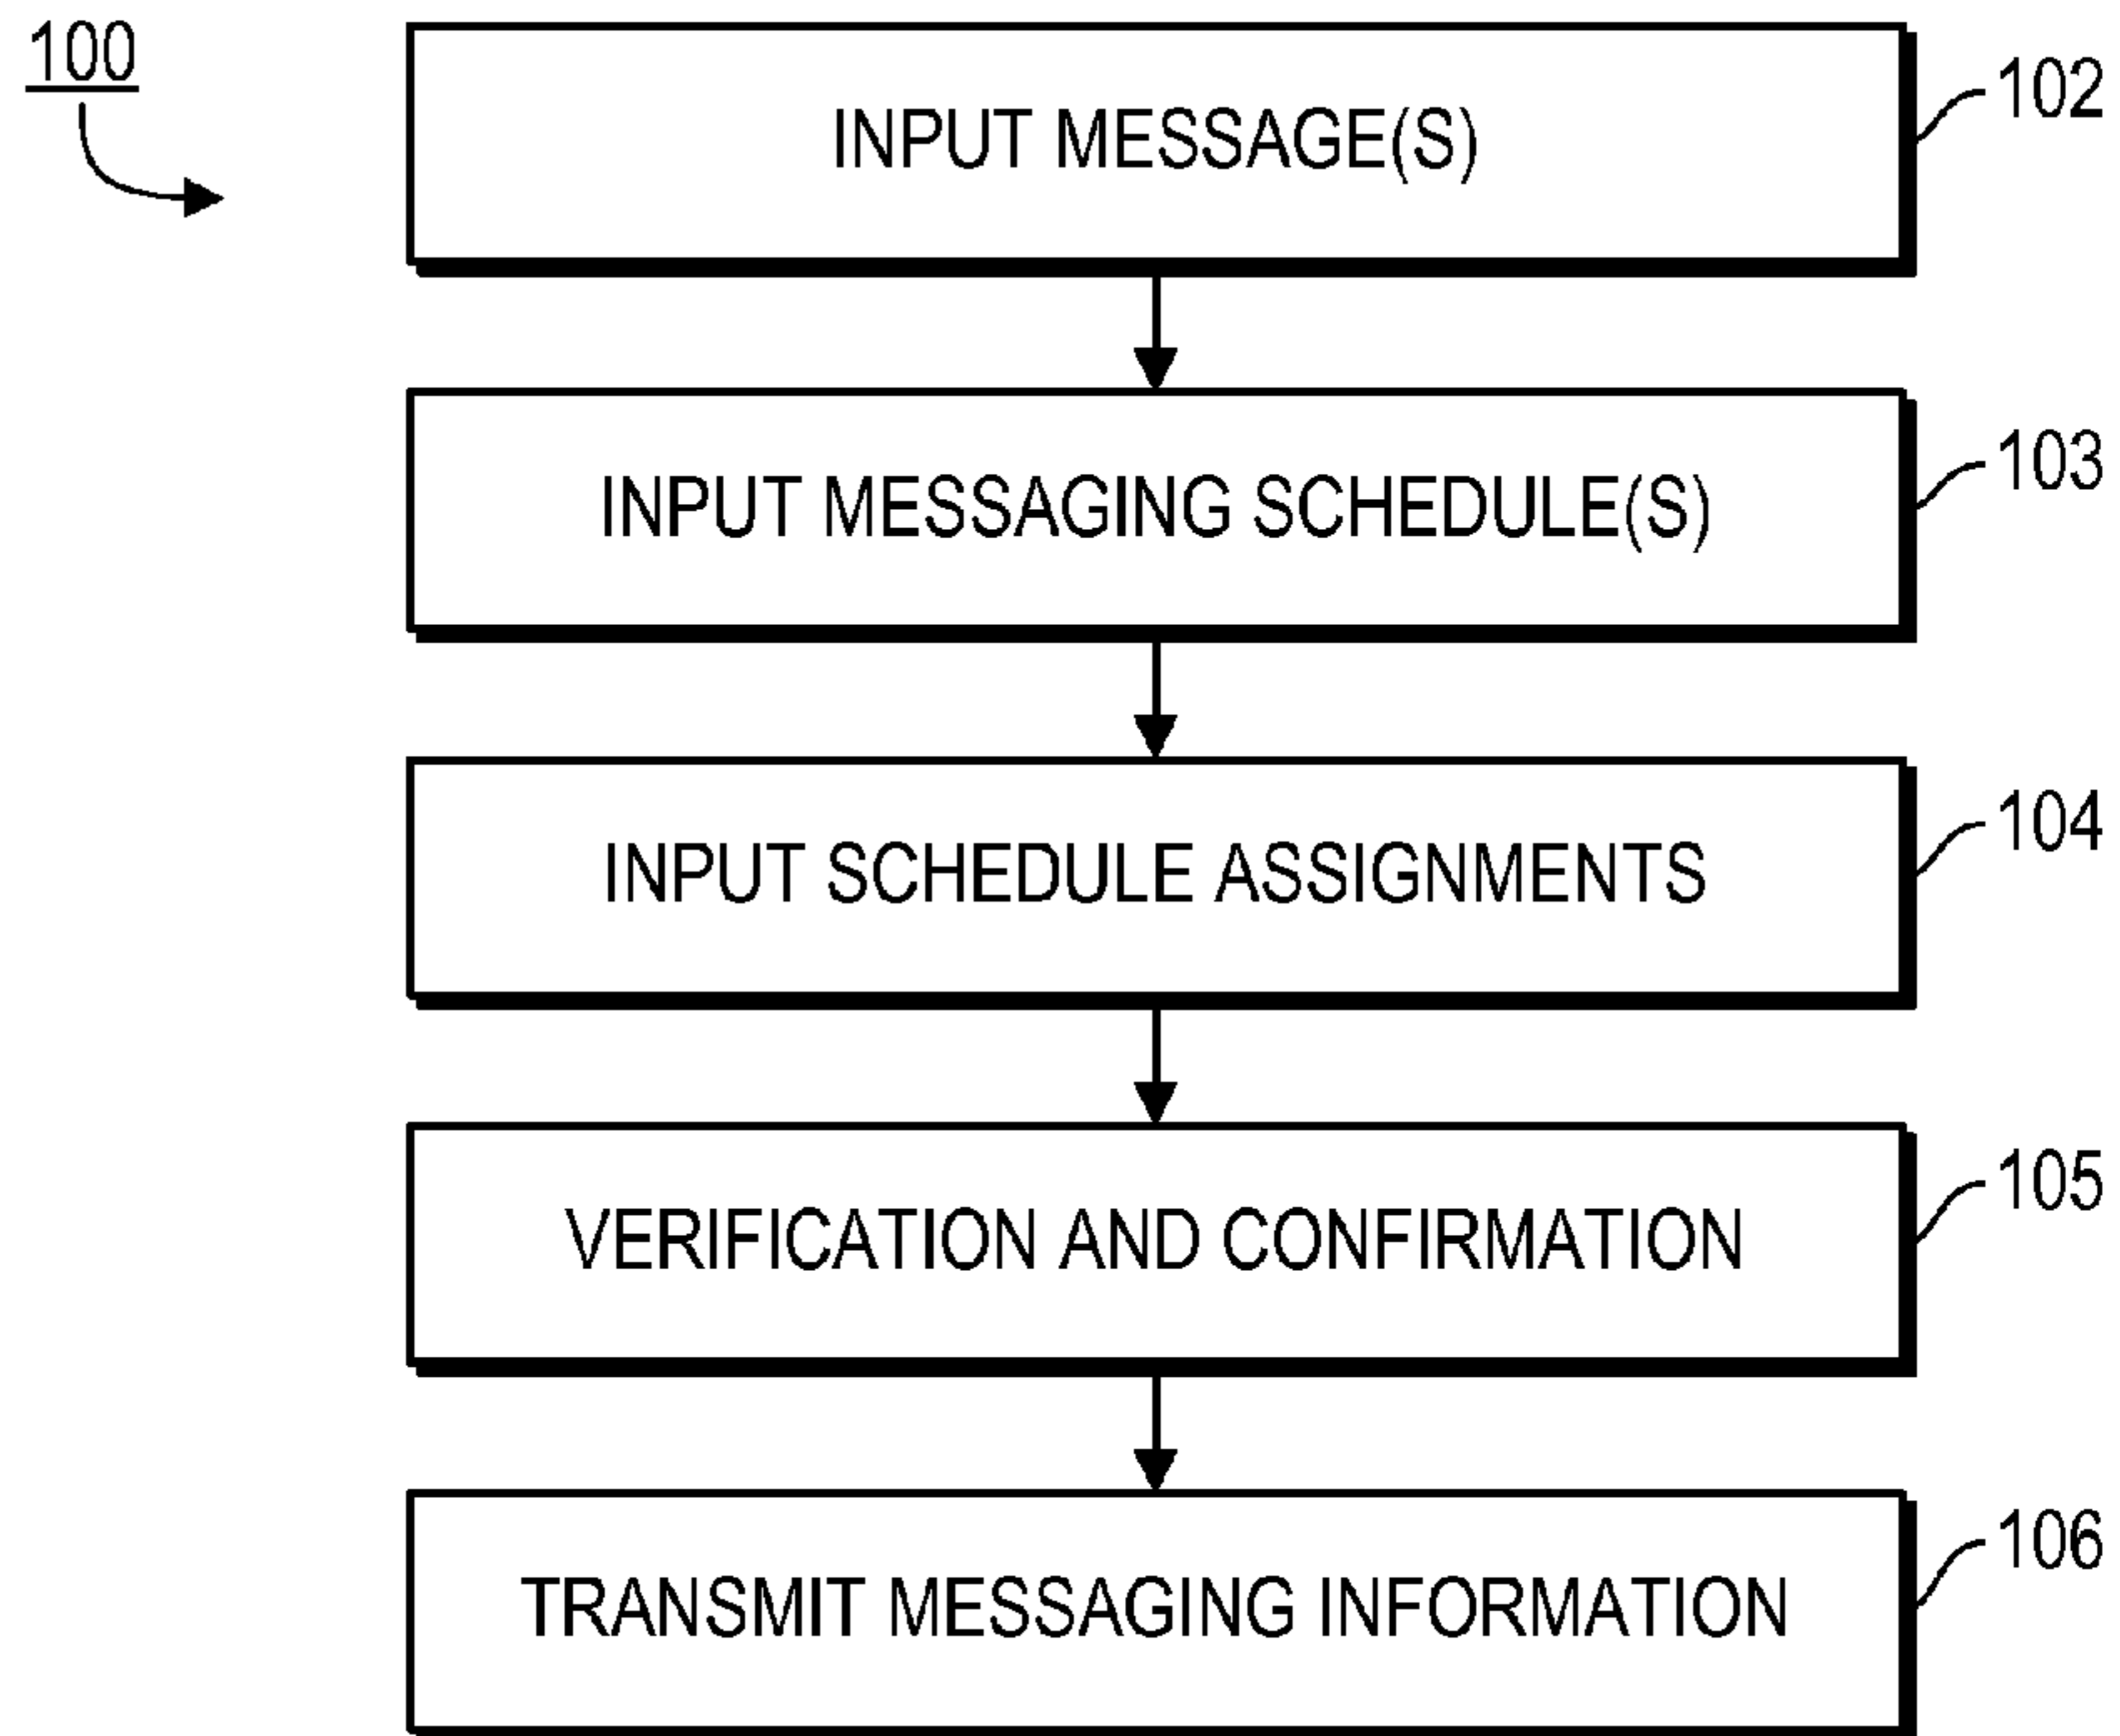 100
INPUT MESSAGE(S)
102
INPUT MESSAGING SCHEDULE(S)
103
INPUT SCHEDULE ASSIGNMENTS
104
VERIFICATION AND CONFIRMATION
105
TRANSMIT MESSAGING INFORMATION
106